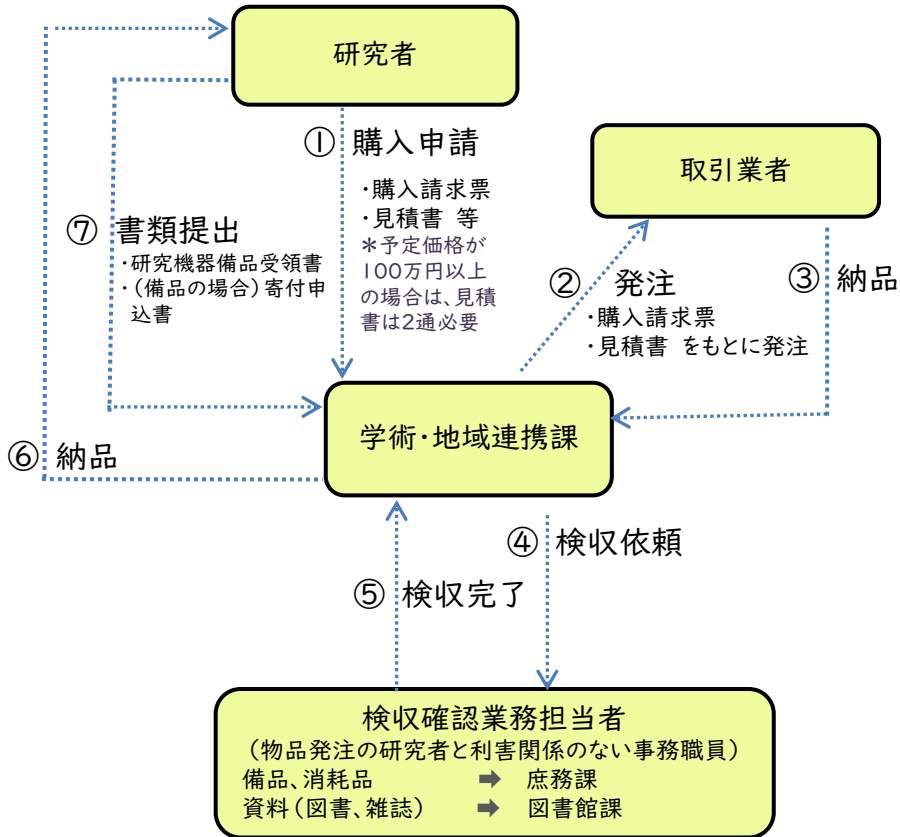 研究者
① 購入申請
・購入請求票
・見積書 等
＊予定価格が
100万円以上
の場合は、見積
書は2通必要
取引業者
⑦ 書類提出
・研究機器備品受領書
・（備品の場合）寄付申
込書
② 発注
・購入請求票
・見積書 をもとに発注
③ 納品
学術・地域連携課
⑥ 納品
④ 検収依頼
⑤ 検収完了
検収確認業務担当者
（物品発注の研究者と利害関係のない事務職員）
備品、消耗品 ➡ 庶務課
資料（図書、雑誌） ➡ 図書館課